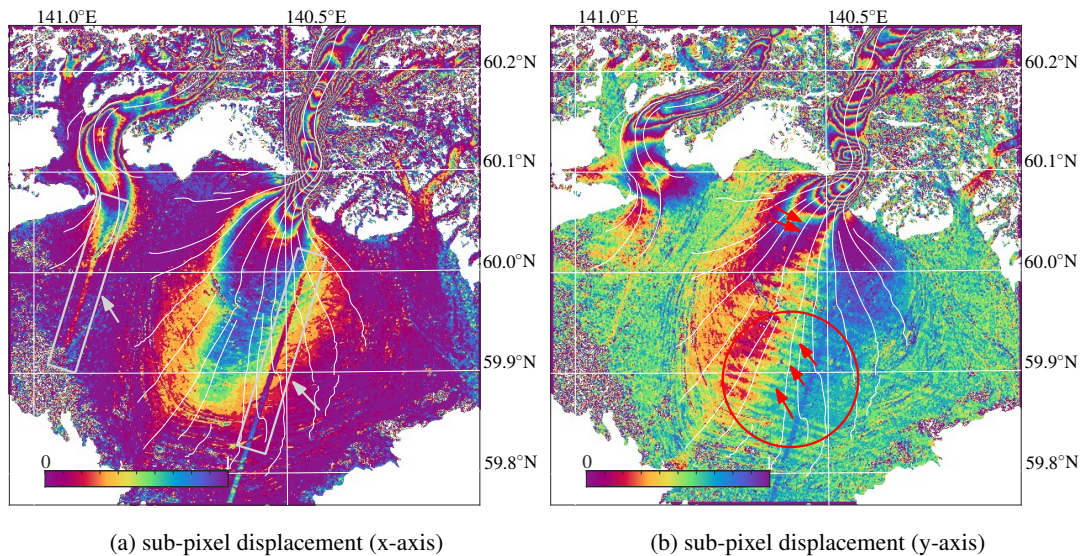 141.0°E 140.5°E 141.0°E 140.5°E
60.2°N 60.2°N
60.1°N 60.1°N
60.0°N 60.0°N
59.9°N 59.9°N
59.8°N 59.8°N
0 0
(a) sub-pixel displacement (x-axis) (b) sub-pixel displacement (y-axis)